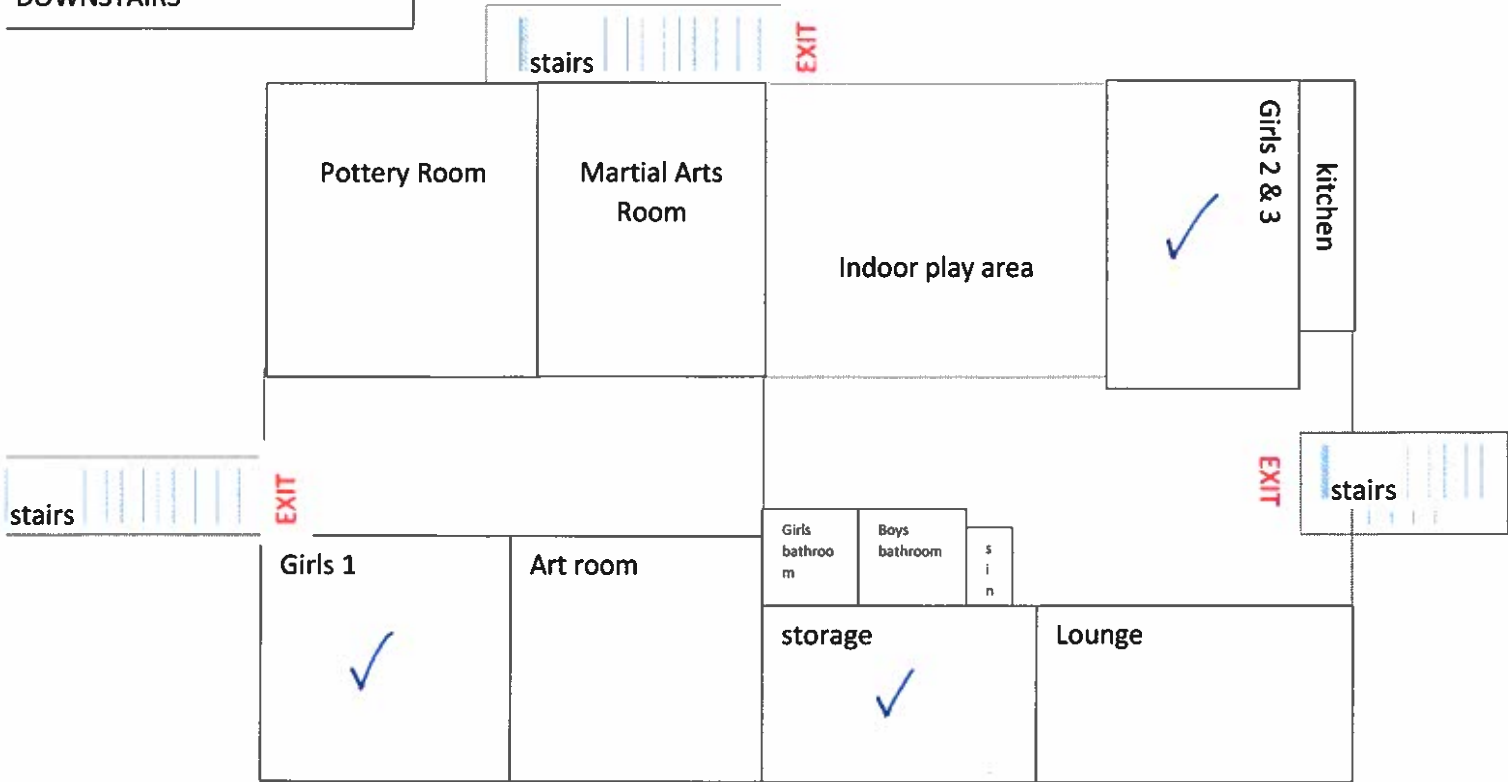 DOWNSTAIRS
stairs
EXIT
Pottery Room
Martial Arts
Room
Indoor play area
Girls 2 & 3
kitchen
stairs
EXIT
EXIT
stairs
Girls 1
Art room
Girls
bathroo
m
Boys
bathroom
s
i
n
storage
Lounge